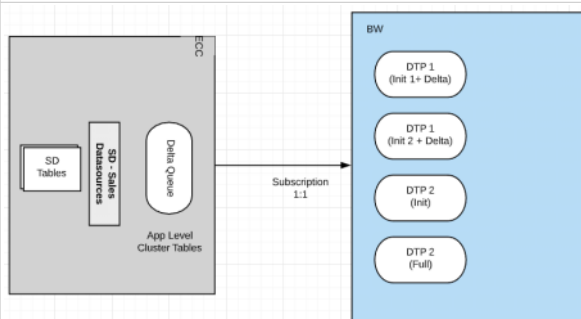 ECC
SD
Tables
SD - Sales
Datasources
Delta Queue
App Level
Cluster Tables
Subscription
1:1
BW
DTP 1
(Init 1+ Delta)
DTP 1
(Init 2 + Delta)
DTP 2
(Init)
DTP 2
(Full)